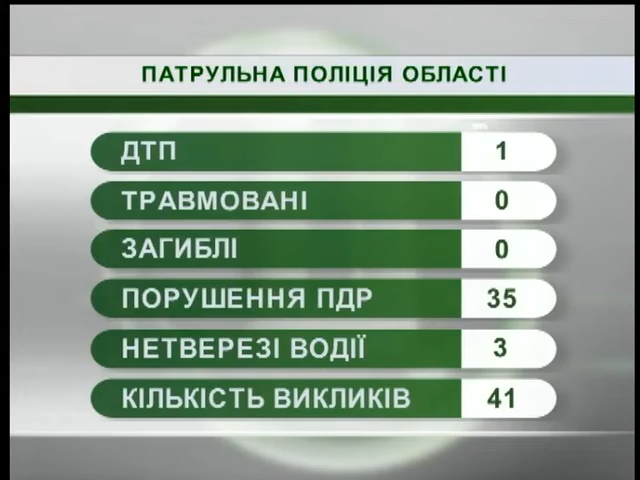 ПАТРУЛЬНА ПОЛІЦІЯ ОБЛАСТІ
ДТП 1
ТРАВМОВАНІ 0
ЗАГИБЛІ 0
ПОРУШЕННЯ ПДР 35
НЕТВЕРЕЗІ ВОДІЇ 3
КІЛЬКІСТЬ ВИКЛИКІВ 41